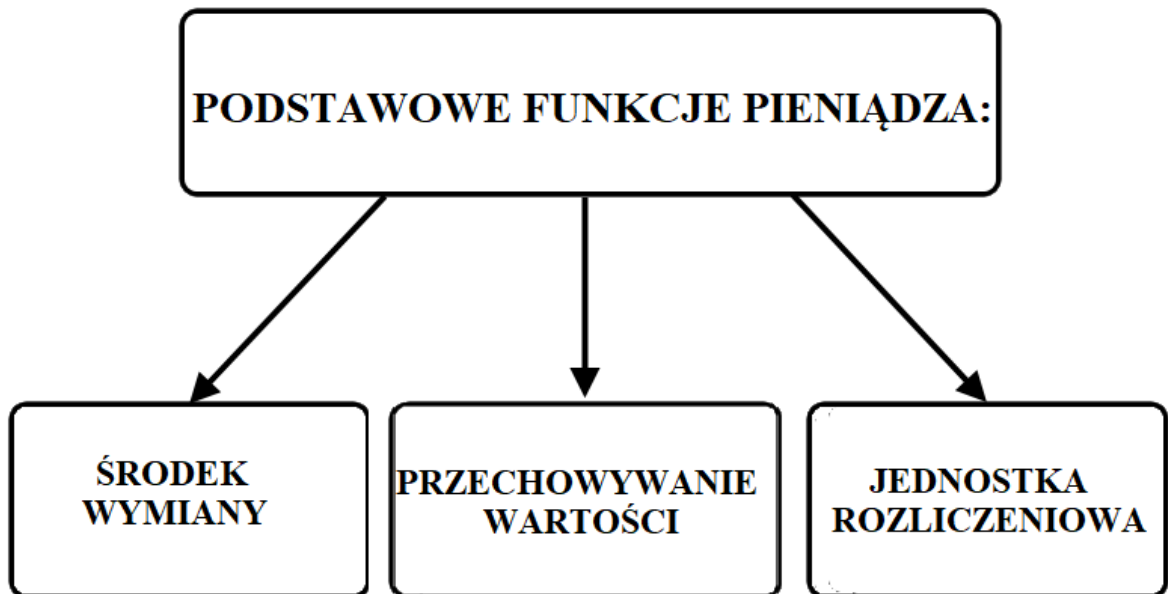 PODSTAWOWE FUNKCJE PIENIĄDZA:
ŚRODEK
WYMIANY
PRZECHOWYWANIE
WARTOŚCI
JEDNOSTKA
ROZLICZENIOWA